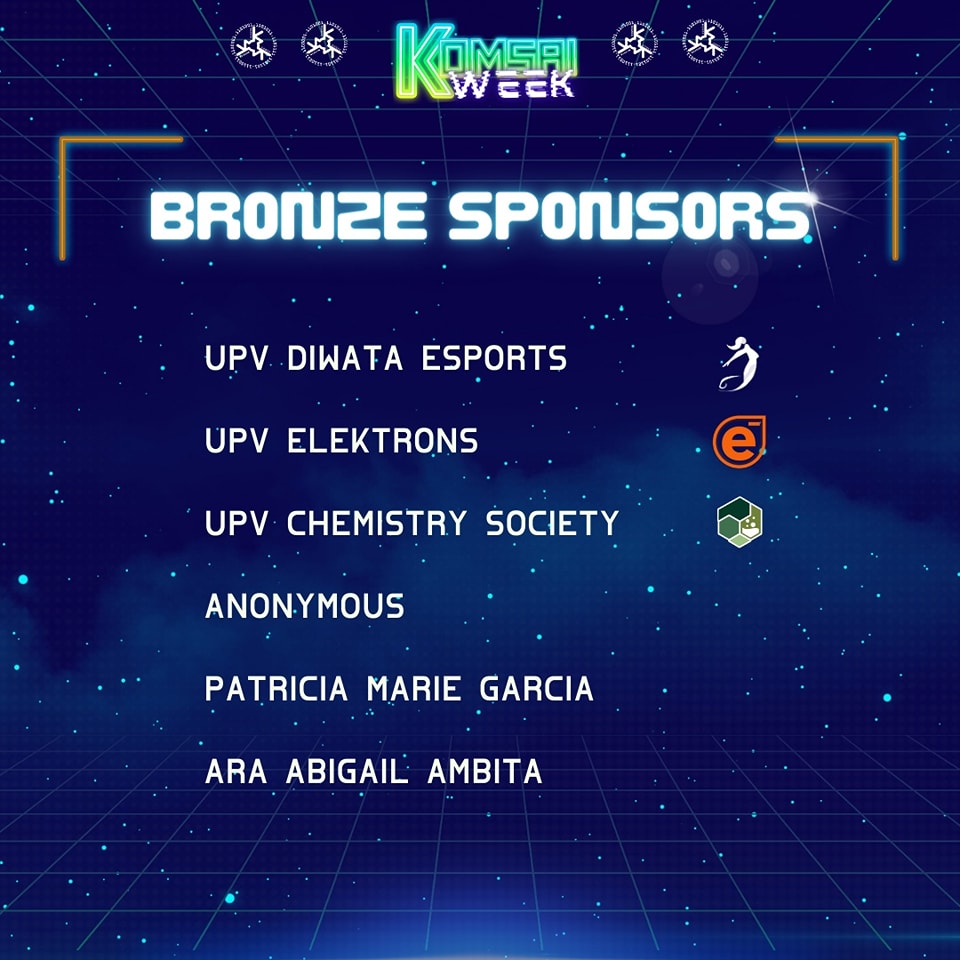 KOMSAI
WEEK
BRONZE SPONSORS
UPV DIWATA ESPORTS
UPV ELEKTRONS
e
UPV CHEMISTRY SOCIETY
ANONYMOUS
PATRICIA MARIE GARCIA
ARA ABIGAIL AMBITA